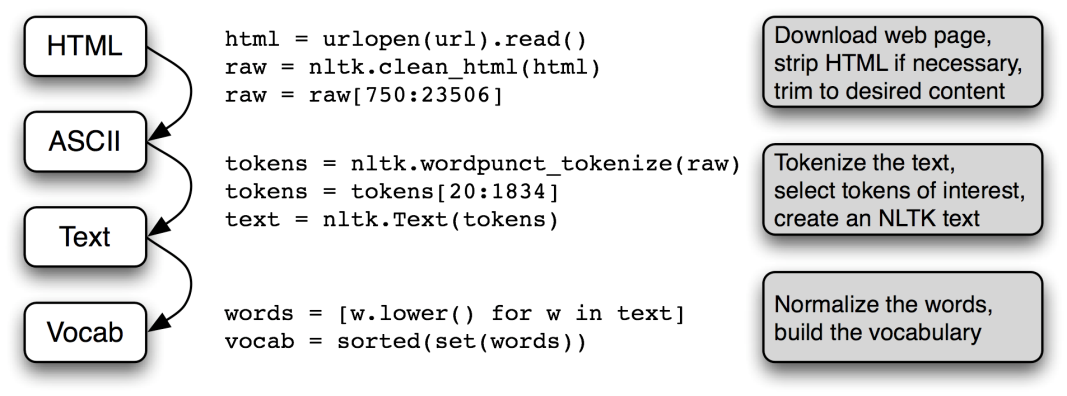 HTML
html = urlopen(url).read()
raw = nltk.clean_html(html)
raw = raw[750:23506]
Download web page,
strip HTML if necessary,
trim to desired content
ASCII
tokens = nltk.wordpunct_tokenize(raw)
tokens = tokens[20:1834]
text = nltk.Text(tokens)
Tokenize the text,
select tokens of interest,
create an NLTK text
Text
words = [w.lower() for w in text]
vocab = sorted(set(words))
Normalize the words,
build the vocabulary
Vocab